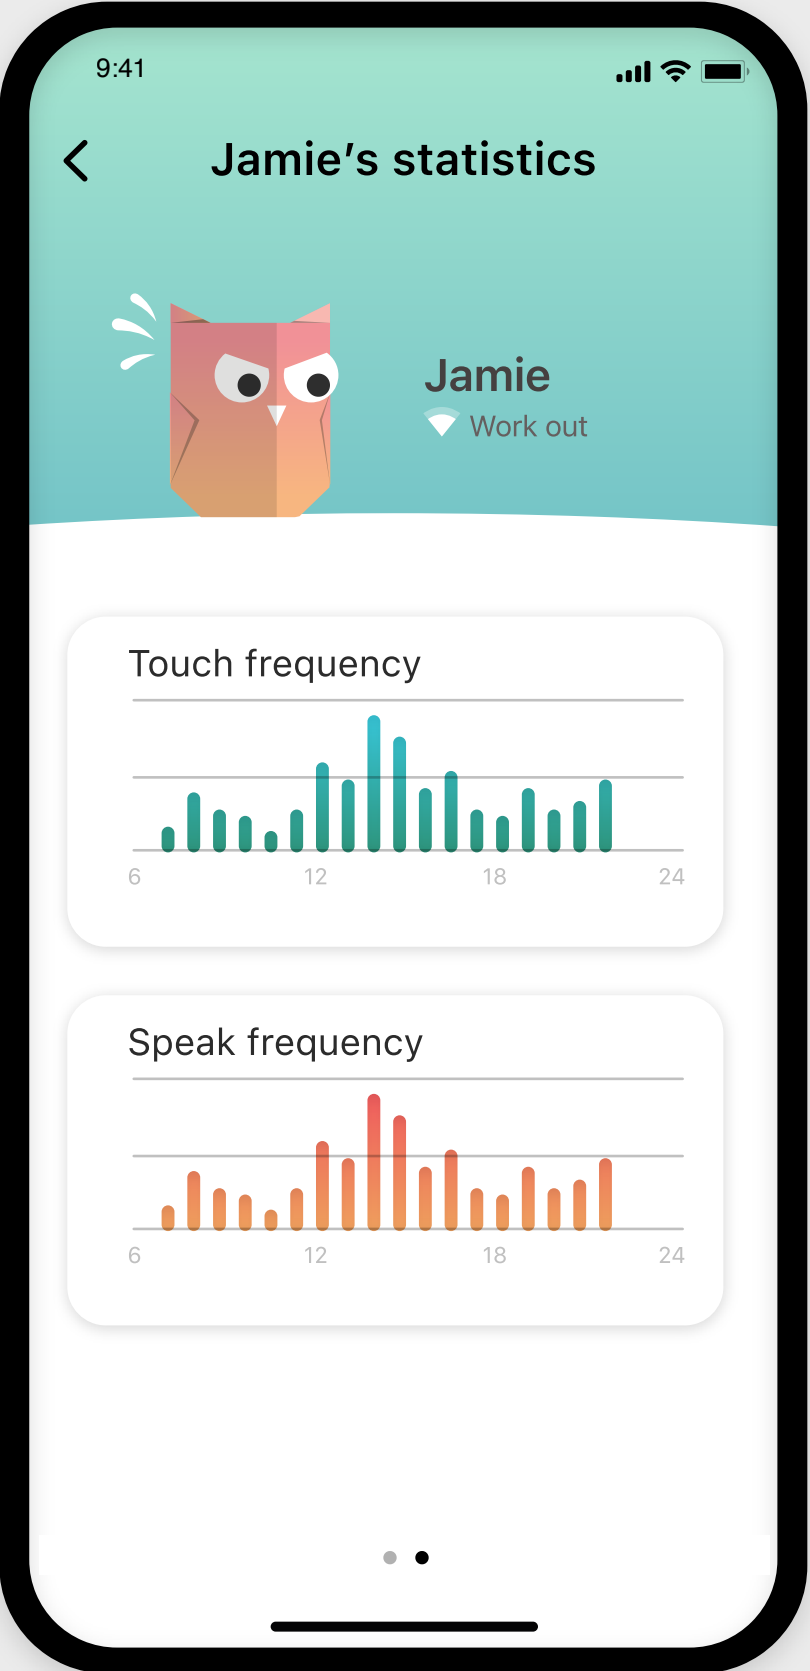 9:41
Jamie’s statistics
Jamie
Work out
Touch frequency
6 12 18 24
Speak frequency
6 12 18 24